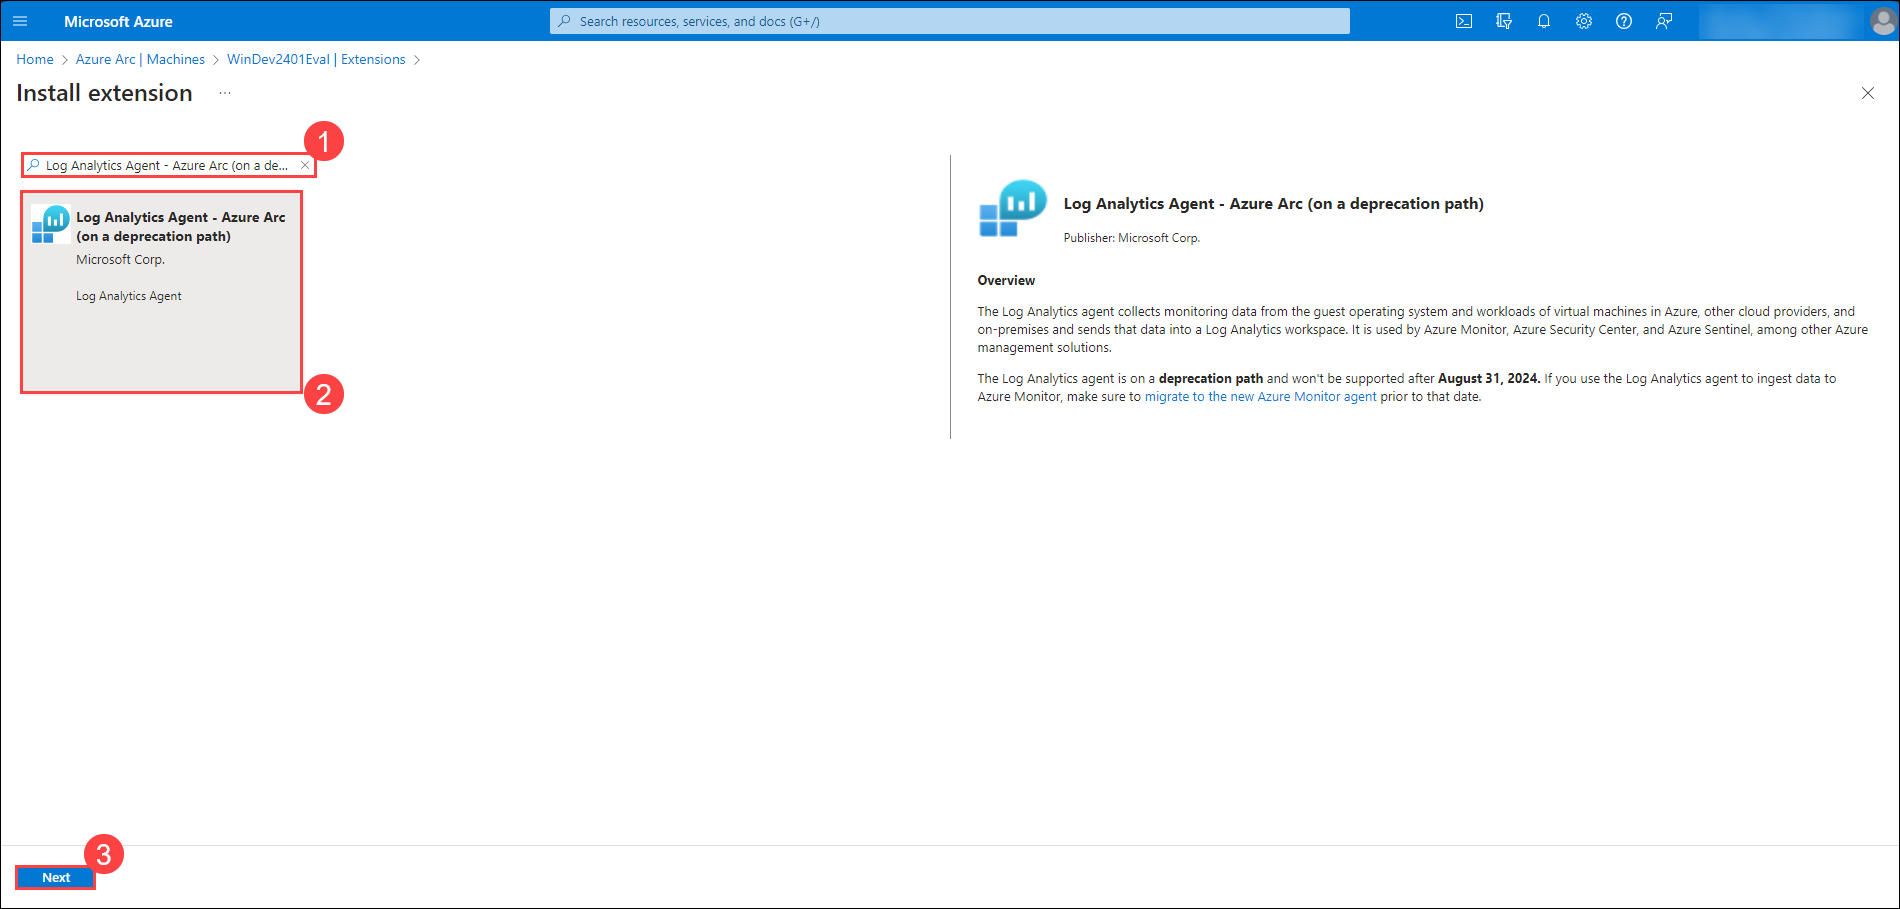 Microsoft Azure
Search resources, services, and docs (G+/)
Home > Azure Arc | Machines > WinDev2401Eval | Extensions >
Install extension ...
1
Log Analytics Agent - Azure Arc (on a de...
Log Analytics Agent - Azure Arc
(on a deprecation path)
Microsoft Corp.
Log Analytics Agent
2
Log Analytics Agent - Azure Arc (on a deprecation path)
Publisher: Microsoft Corp.
Overview
The Log Analytics agent collects monitoring data from the guest operating system and workloads of virtual machines in Azure, other cloud providers, and
on-premises and sends that data into a Log Analytics workspace. It is used by Azure Monitor, Azure Security Center, and Azure Sentinel, among other Azure
management solutions.
The Log Analytics agent is on a deprecation path and won't be supported after August 31, 2024. If you use the Log Analytics agent to ingest data to
Azure Monitor, make sure to migrate to the new Azure Monitor agent prior to that date.
3
Next